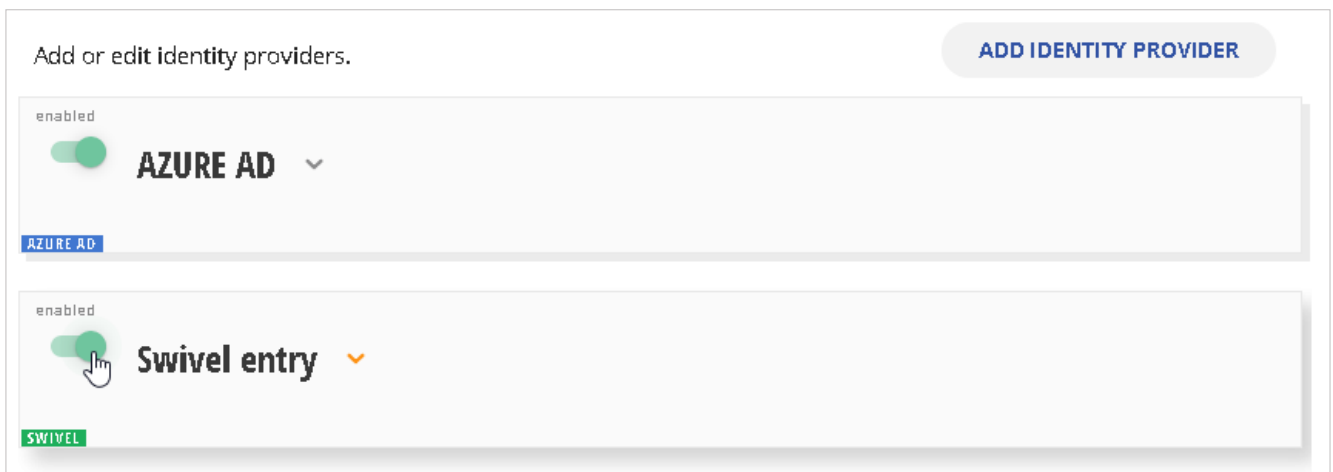 Add or edit identity providers.
ADD IDENTITY PROVIDER
enabled
AZURE AD
AZURE AD
enabled
Swivel entry
SWIVEL